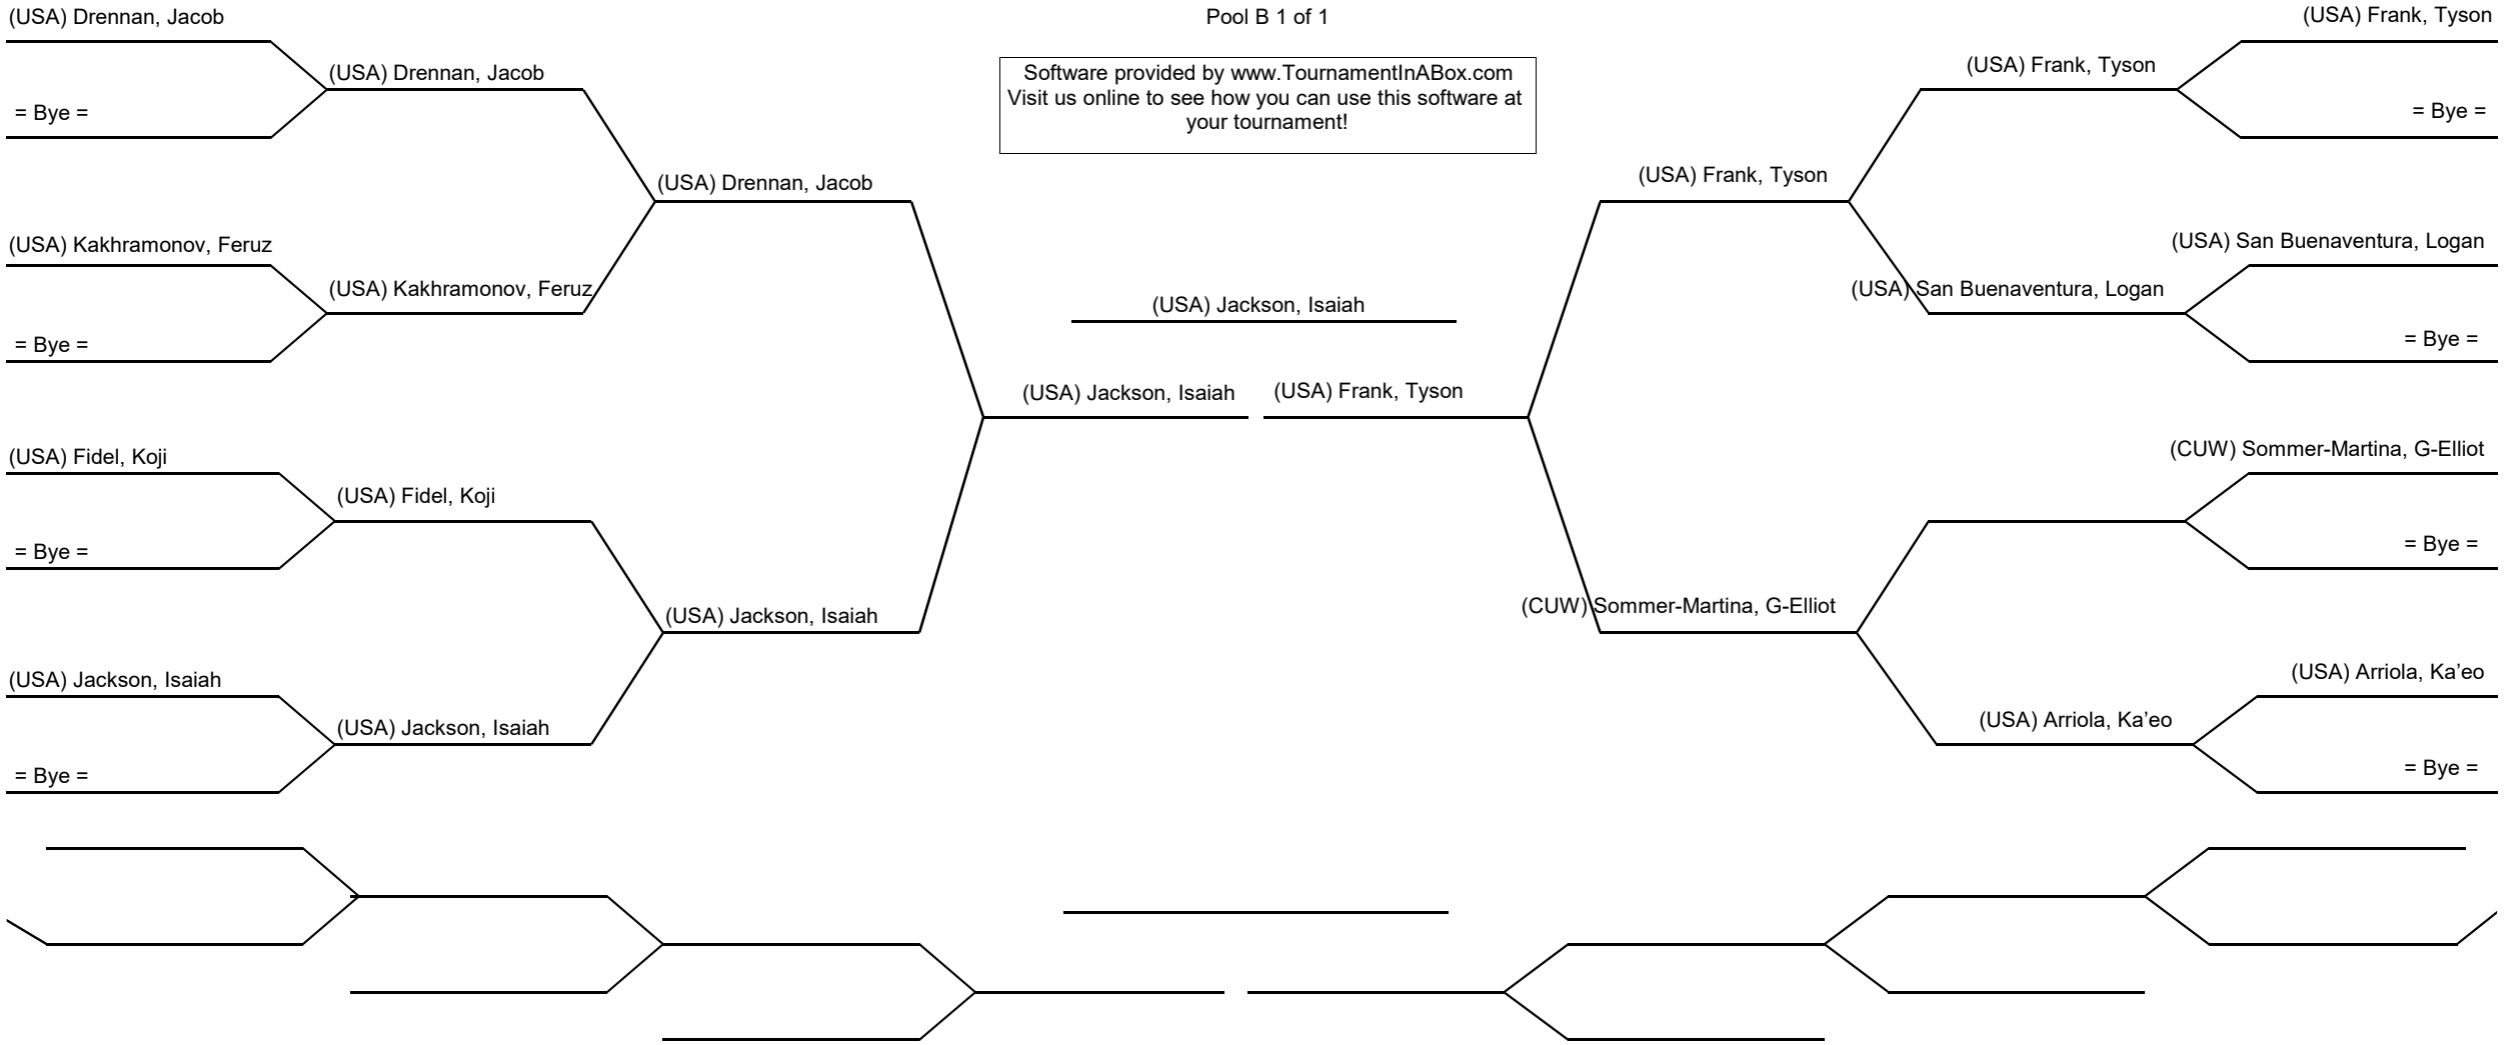 (USA) Drennan, Jacob
Pool B 1 of 1
(USA) Frank, Tyson
(USA) Drennan, Jacob
Software provided by www.TournamentInABox.com
Visit us online to see how you can use this software at
your tournament!
(USA) Frank, Tyson
= Bye =
= Bye =
(USA) Drennan, Jacob
(USA) Frank, Tyson
(USA) Kakhramonov, Feruz
(USA) San Buenaventura, Logan
(USA) Kakhramonov, Feruz
(USA) Jackson, Isaiah
(USA) San Buenaventura, Logan
= Bye =
= Bye =
(USA) Jackson, Isaiah
(USA) Frank, Tyson
(USA) Fidel, Koji
(CUW) Sommer-Martina, G-Elliot
(USA) Fidel, Koji
= Bye =
= Bye =
(USA) Jackson, Isaiah
(CUW) Sommer-Martina, G-Elliot
(USA) Jackson, Isaiah
(USA) Arriola, Ka’eo
(USA) Jackson, Isaiah
(USA) Arriola, Ka’eo
= Bye =
= Bye =